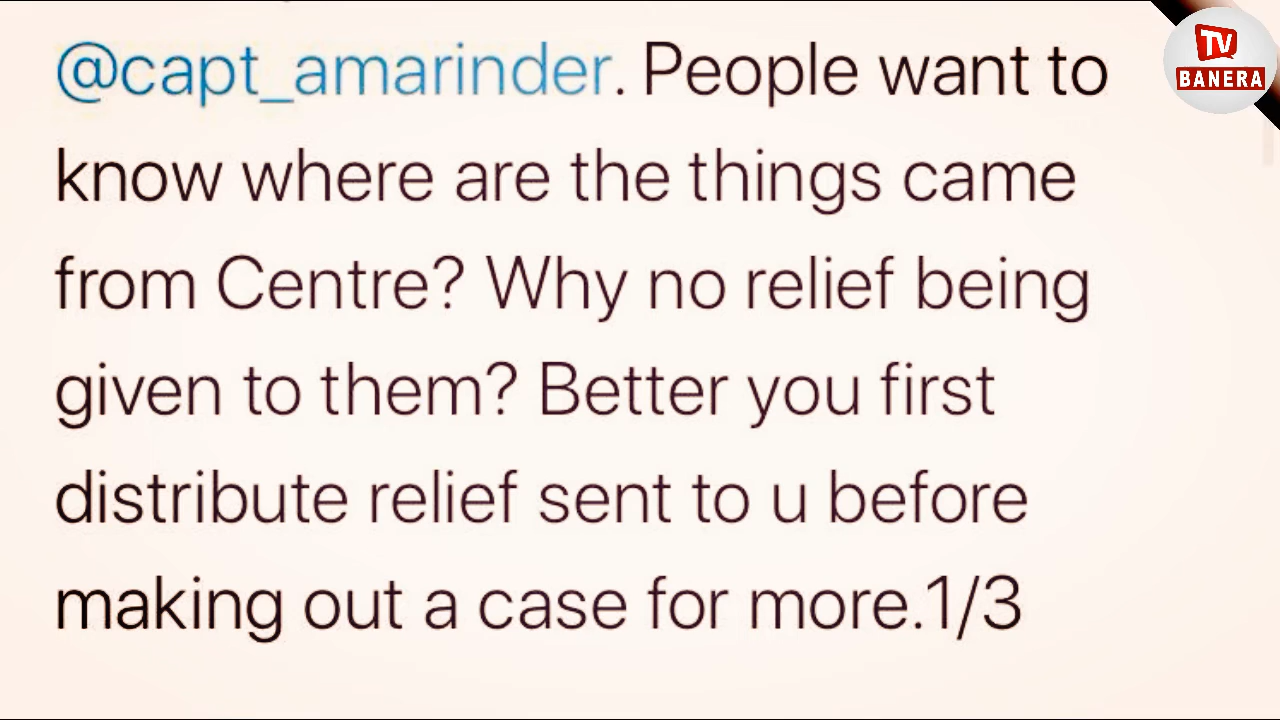 @capt_amarinder. People want to
know where are the things came
from Centre? Why no relief being
given to them? Better you first
distribute relief sent to u before
making out a case for more.1/3
TV
BANERA